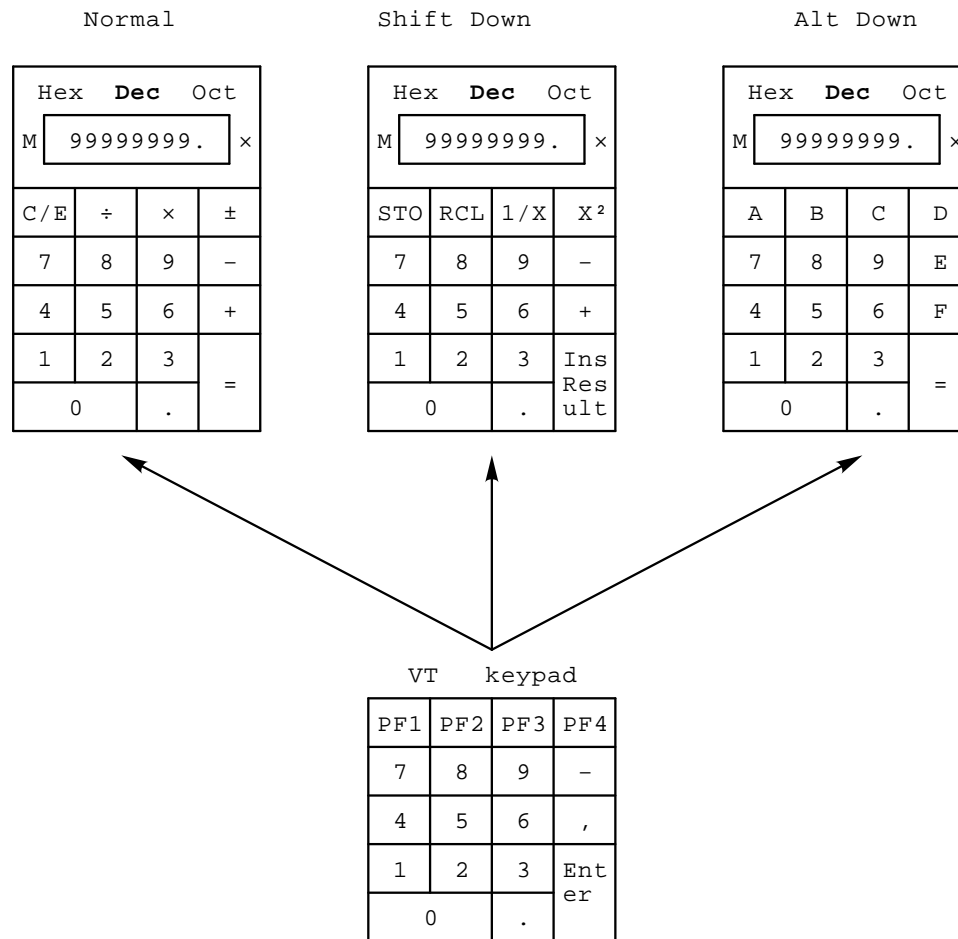 Normal Shift Down Alt Down
Hex Dec Oct Hex Dec Oct Hex Dec Oct
M 99999999. × M 99999999. × M 99999999. ×
C/E ÷ × ± STO RCL 1/X X² A B C D
7 8 9 − 7 8 9 − 7 8 9 E
4 5 6 + 4 5 6 + 4 5 6 F
1 2 3 = 1 2 3 Ins 1 2 3 =
Res
0 . 0 . ult 0 .
VT keypad
PF1 PF2 PF3 PF4
7 8 9 −
4 5 6 ,
1 2 3 Ent
er
0 .